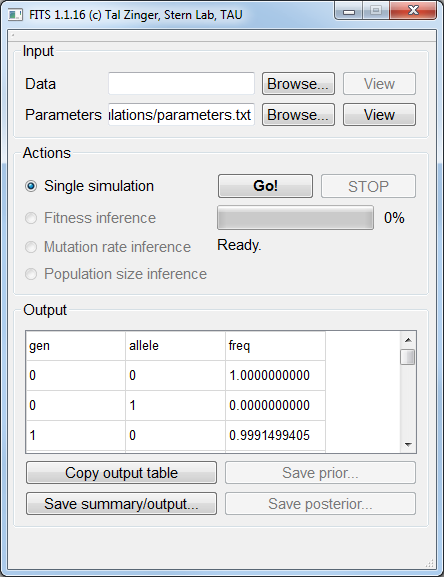 FITS 1.1.16 (c) Tal Zinger, Stern Lab, TAU
Input
Data Browse... View
Parameters ulations/parameters.txt Browse... View
Actions
Single simulation Go! STOP
Fitness inference 0%
Mutation rate inference Ready.
Population size inference
Output
gen allele freq
0 0 1.0000000000
0 1 0.0000000000
1 0 0.9991499405
Copy output table Save prior...
Save summary/output... Save posterior...